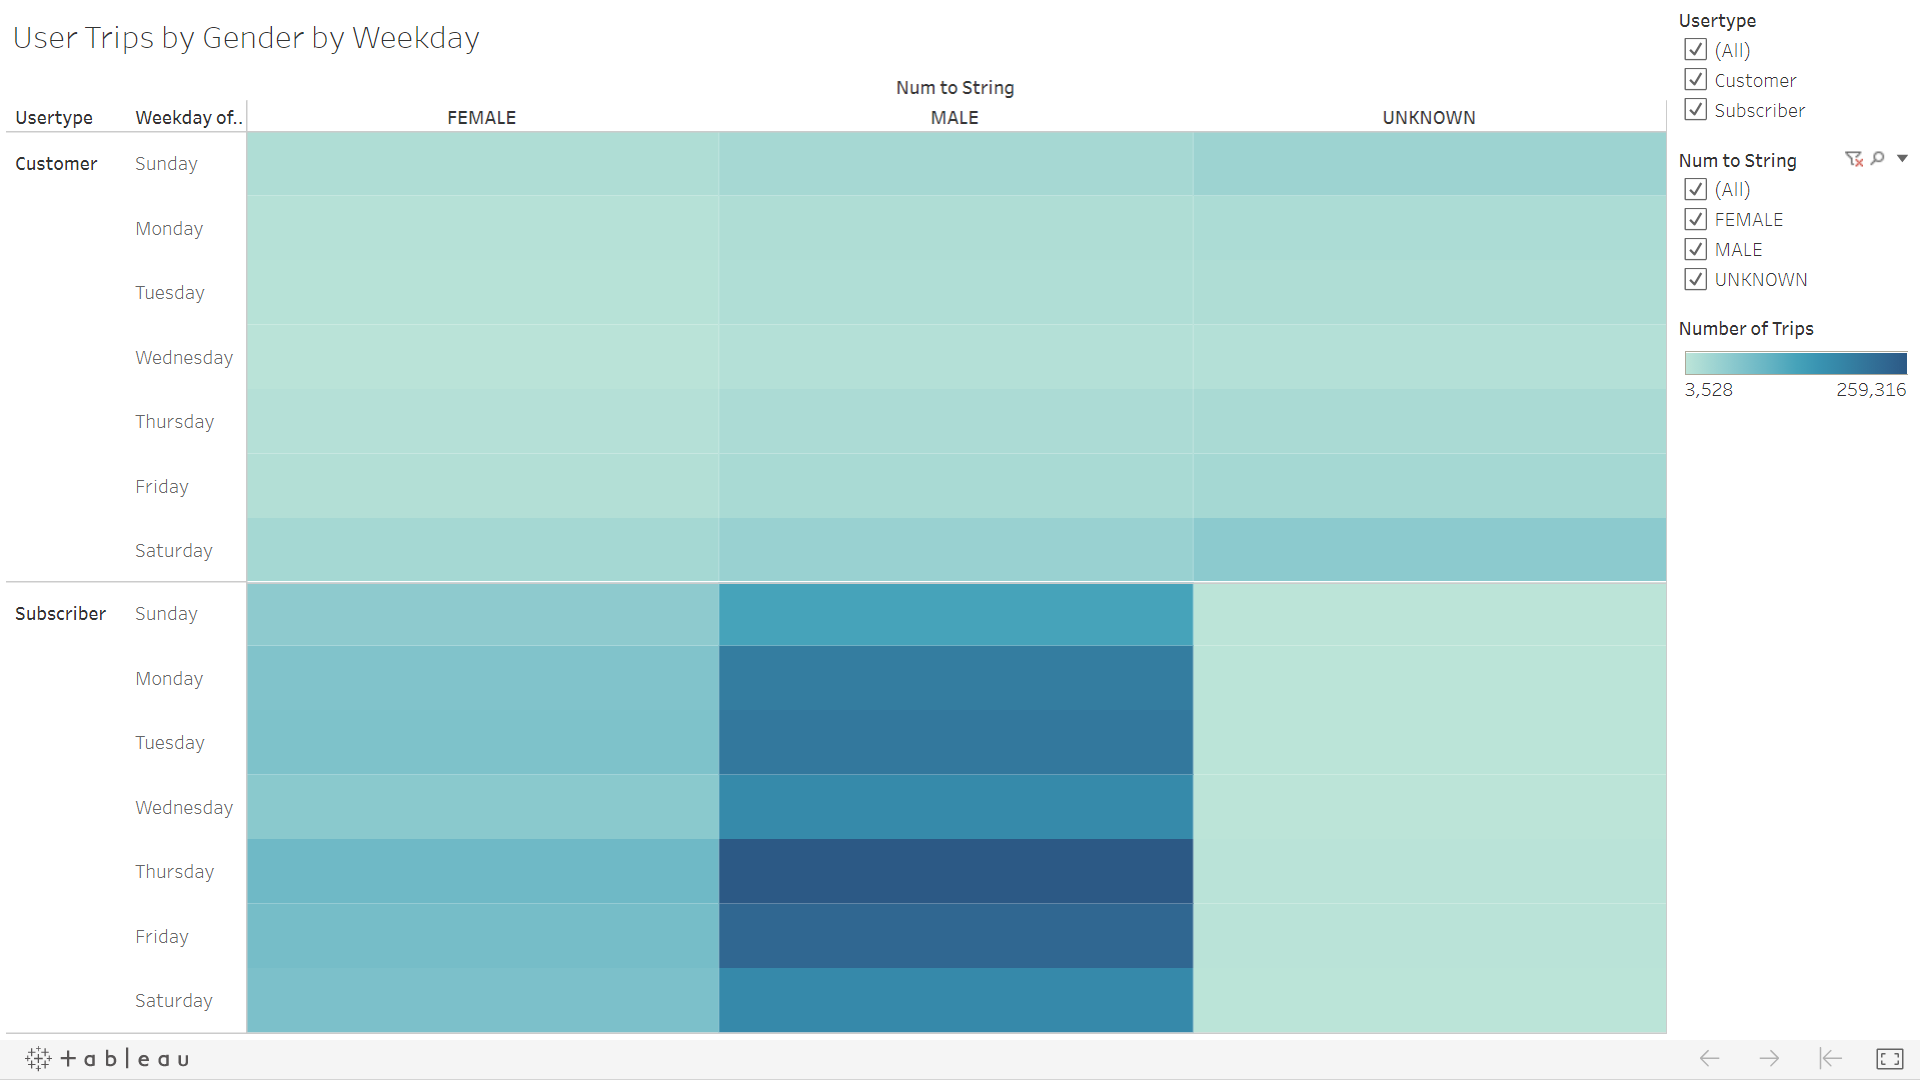 User Trips by Gender by Weekday
Num to String
Usertype Weekday of.. FEMALE MALE UNKNOWN
Customer Sunday
Monday
Tuesday
Wednesday
Thursday
Friday
Saturday
Subscriber Sunday
Monday
Tuesday
Wednesday
Thursday
Friday
Saturday
Usertype
(All)
Customer
Subscriber
Num to String
(All)
FEMALE
MALE
UNKNOWN
Number of Trips
3,528 259,316
+ableau